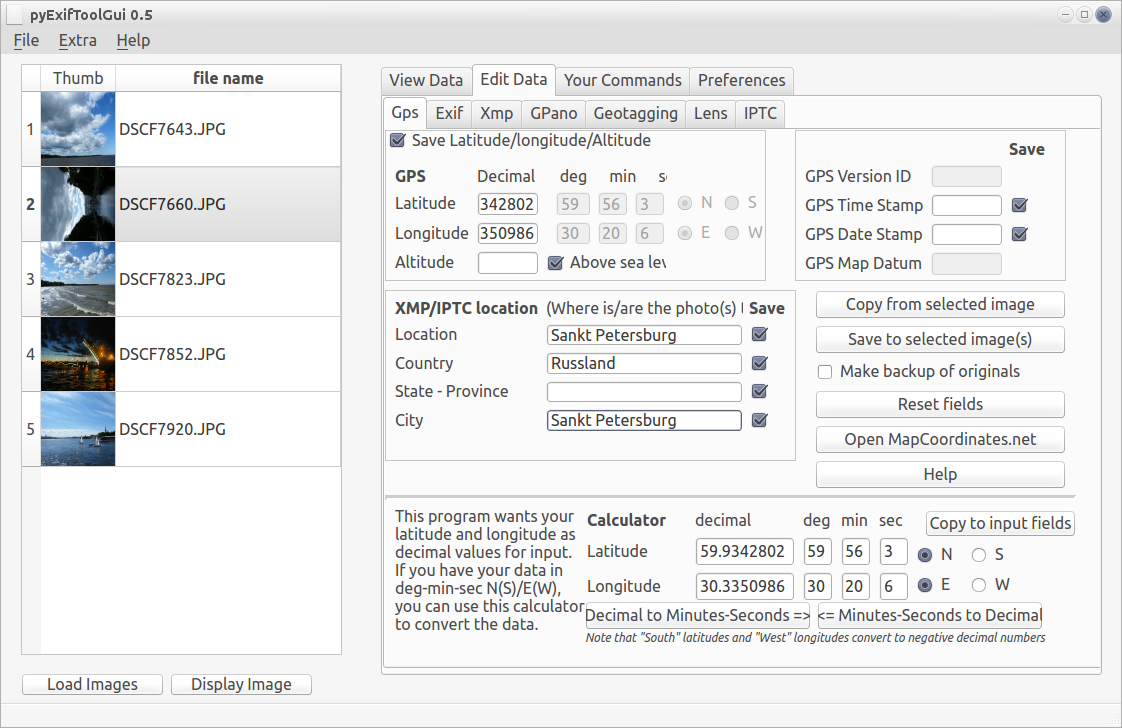 pyExifToolGui 0.5
File Extra Help
Thumb file name
1 DSCF7643.JPG
2 DSCF7660.JPG
3 DSCF7823.JPG
4 DSCF7852.JPG
5 DSCF7920.JPG
Load Images Display Image
View Data Edit Data Your Commands Preferences
Gps Exif Xmp GPano Geotagging Lens IPTC
Save Latitude/longitude/Altitude
GPS Decimal deg min s
Latitude 342802 59 56 3 N S
Longitude 350986 30 20 6 E W
Altitude Above sea lev
Save
GPS Version ID
GPS Time Stamp
GPS Date Stamp
GPS Map Datum
XMP/IPTC location (Where is/are the photo(s) Save
Location Sankt Petersburg
Country Russland
State - Province
City Sankt Petersburg
Copy from selected image
Save to selected image(s)
Make backup of originals
Reset fields
Open MapCoordinates.net
Help
This program wants your
latitude and longitude as
decimal values for input.
If you have your data in
deg-min-sec N(S)/E(W),
you can use this calculator
to convert the data.
Calculator decimal deg min sec Copy to input fields
Latitude 59.9342802 59 56 3 N S
Longitude 30.3350986 30 20 6 E W
Decimal to Minutes-Seconds => <= Minutes-Seconds to Decimal
Note that "South" latitudes and "West" longitudes convert to negative decimal numbers